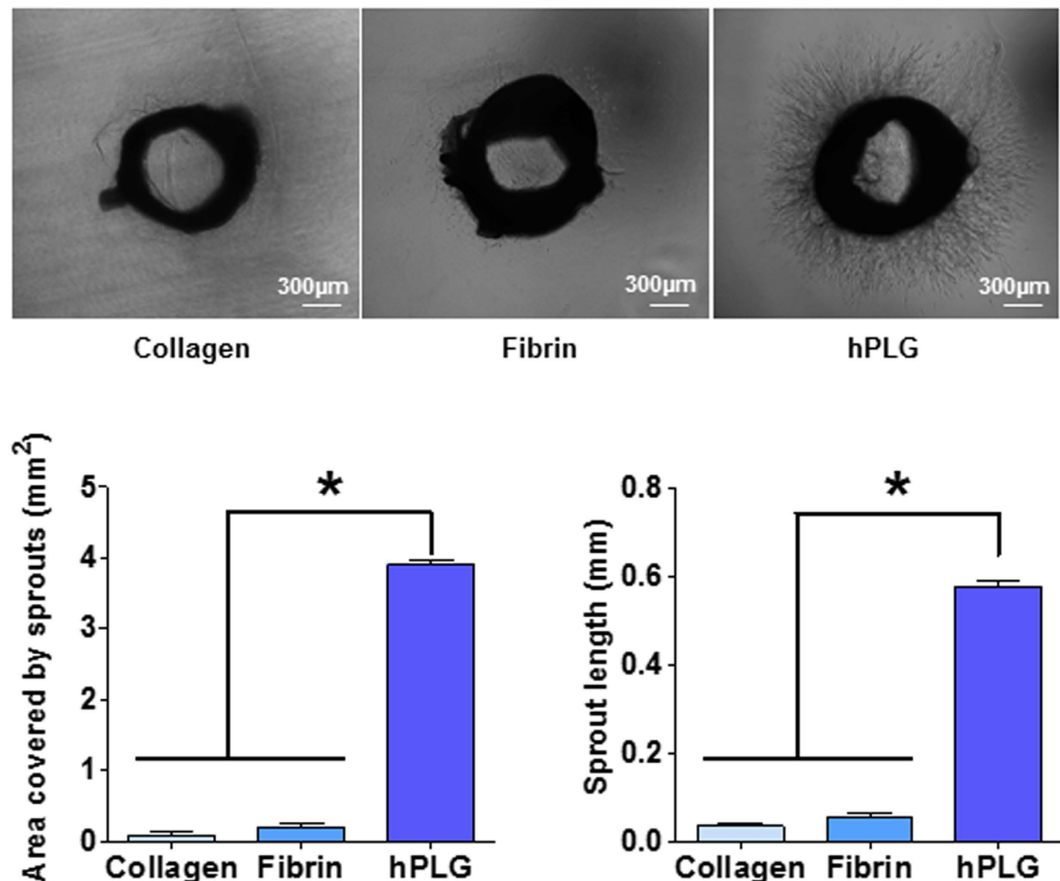 300µm 300µm 300µm
Collagen Fibrin hPLG
Area covered by sprouts (mm²)
5
4
3
2
1
0
*
Collagen Fibrin hPLG
Sprout length (mm)
0.8
0.6
0.4
0.2
0.0
*
Collagen Fibrin hPLG